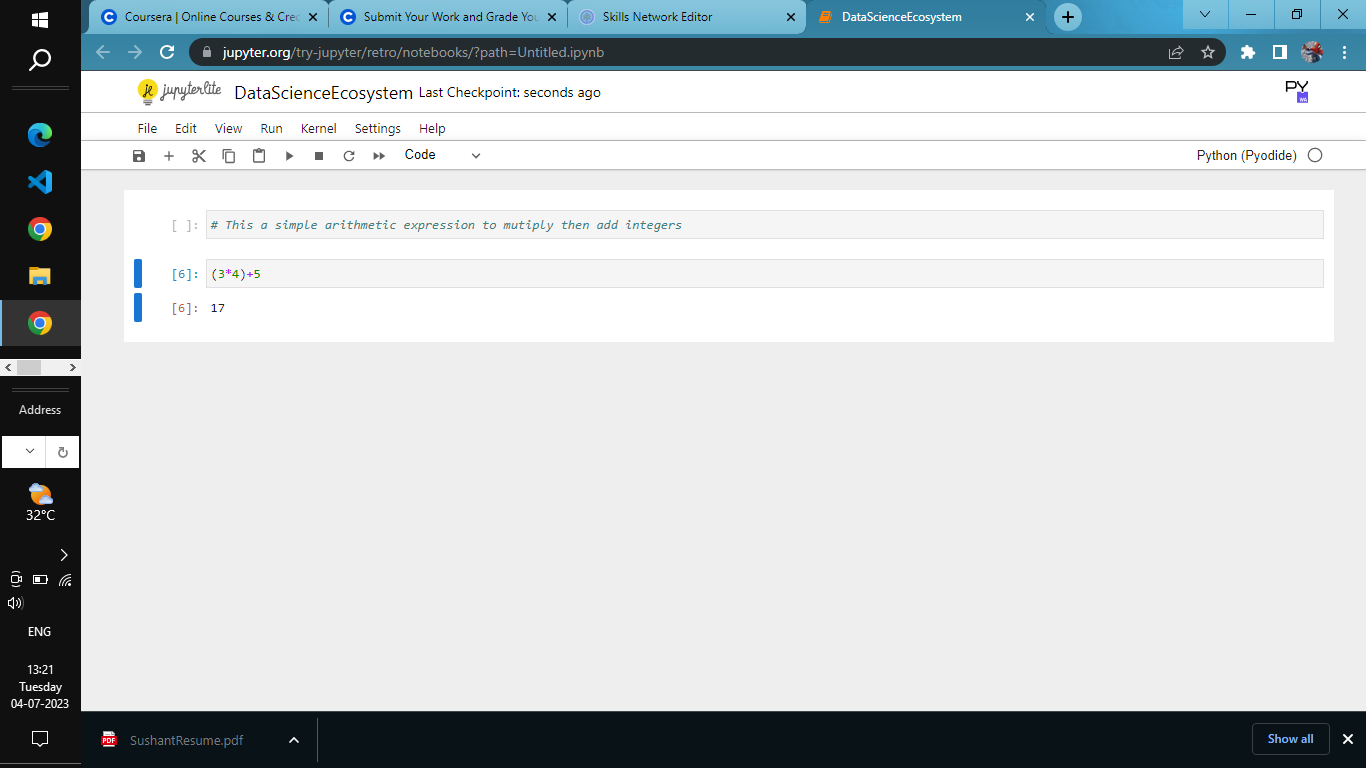 Coursera | Online Courses & Cred
Submit Your Work and Grade You
Skills Network Editor
DataScienceEcosystem
jupyter.org/try-jupyter/retro/notebooks/?path=Untitled.ipynb
jupyterlite
DataScienceEcosystem
Last Checkpoint: seconds ago
PY
File Edit View Run Kernel Settings Help
Code
Python (Pyodide)
[ ]: # This a simple arithmetic expression to mutiply then add integers
[6]: (3*4)+5
[6]: 17
Address
32°C
ENG
13:21
Tuesday
04-07-2023
PDF
SushantResume.pdf
Show all